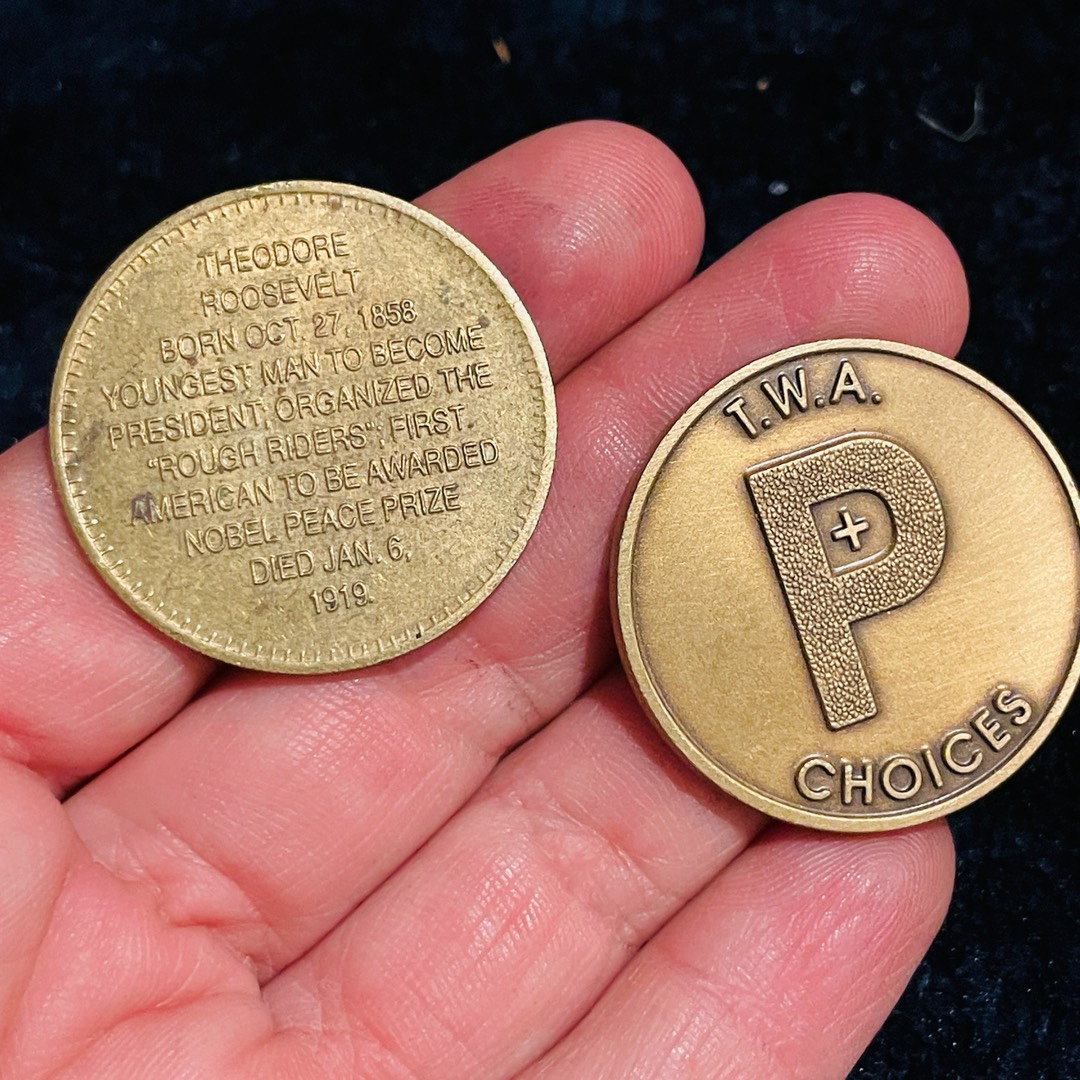 THEODORE
ROOSEVELT
BORN OCT. 27, 1858
YOUNGEST MAN TO BECOME
PRESIDENT, ORGANIZED THE
"ROUGH RIDERS"; FIRST
AMERICAN TO BE AWARDED
NOBEL PEACE PRIZE
DIED JAN. 6,
1919.
T.W.A.
P
+
CHOICES